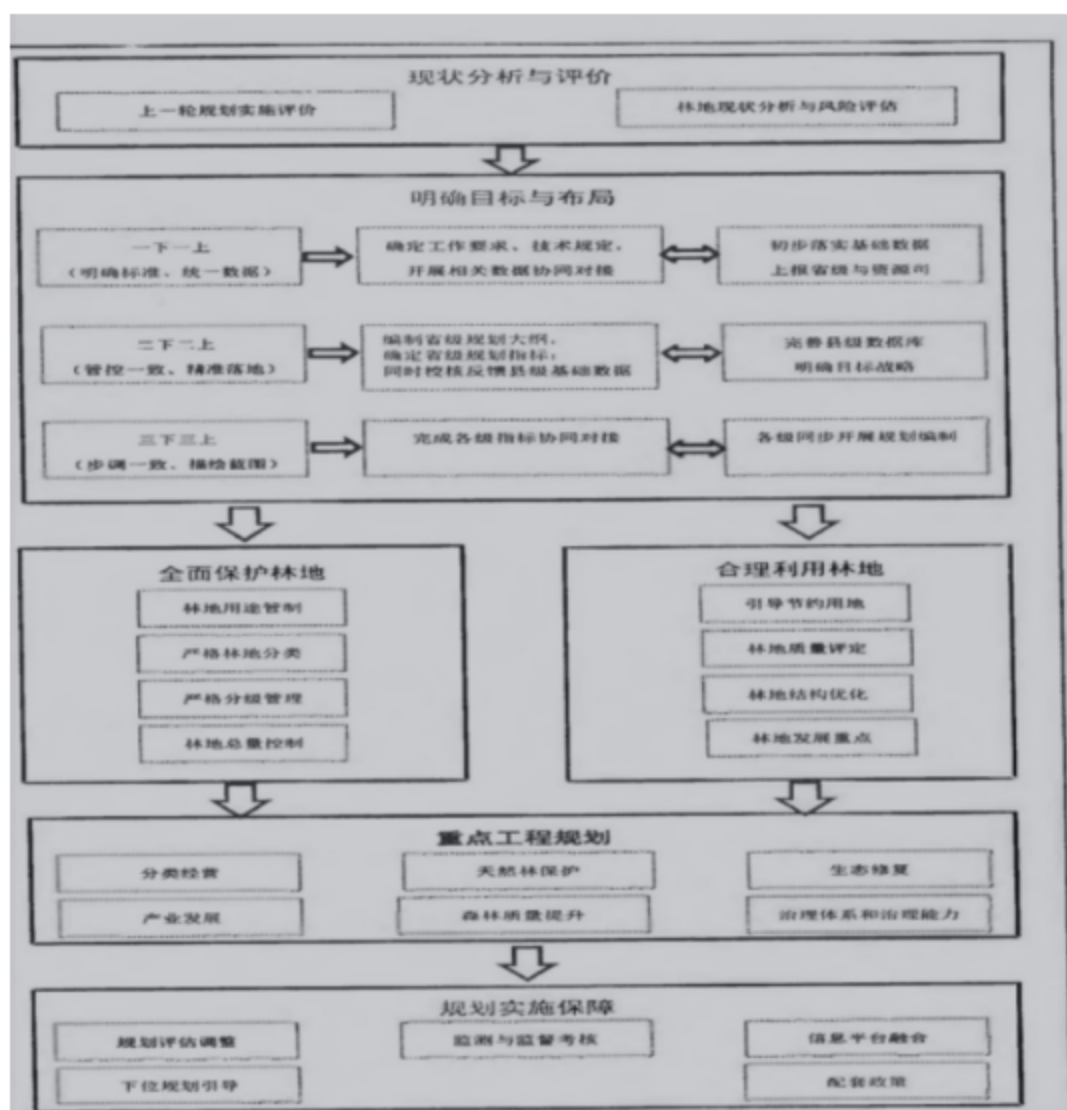 现状分析与评价
上一轮规划实施评价
林地现状分析与风险评估
明确目标与布局
一下一上
（明确标准、统一数据）
确定工作要求、技术规定，
开展相关数据协同对接
初步落实基础数据
上报省级与资源司
二下二上
（管控一致、精准落地）
编制省级规划大纲，
确定省级规划指标；
同时校核反馈县级基础数据
完善县级数据库
明确目标战略
三下三上
（步调一致、描绘蓝图）
完成各级指标协同对接
各级同步开展规划编制
全面保护林地
林地用途管制
严格林地分类
严格分级管理
林地总量控制
合理利用林地
引导节约用地
林地质量评定
林地结构优化
林地发展重点
重点工程规划
分类经营
天然林保护
生态修复
产业发展
森林质量提升
治理体系和治理能力
规划实施保障
规划评估调整
监测与监督考核
信息平台融合
下位规划引导
配套政策